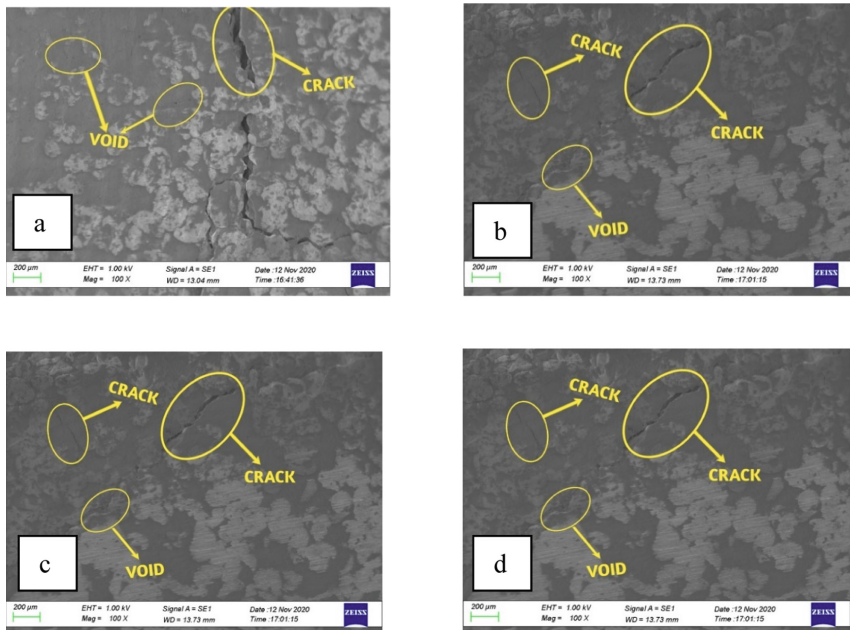 CRACK
VOID
a
200 µm
EHT = 1.00 kV
Signal A = SE1
Date :12 Nov 2020
Mag = 100 X
WD = 13.04 mm
Time :16:41:36
ZEISS
CRACK
CRACK
VOID
b
200 µm
EHT = 1.00 kV
Signal A = SE1
Date :12 Nov 2020
Mag = 100 X
WD = 13.73 mm
Time :17:01:15
ZEISS
CRACK
CRACK
VOID
c
200 µm
EHT = 1.00 kV
Signal A = SE1
Date :12 Nov 2020
Mag = 100 X
WD = 13.73 mm
Time :17:01:15
ZEISS
CRACK
CRACK
VOID
d
200 µm
EHT = 1.00 kV
Signal A = SE1
Date :12 Nov 2020
Mag = 100 X
WD = 13.73 mm
Time :17:01:15
ZEISS